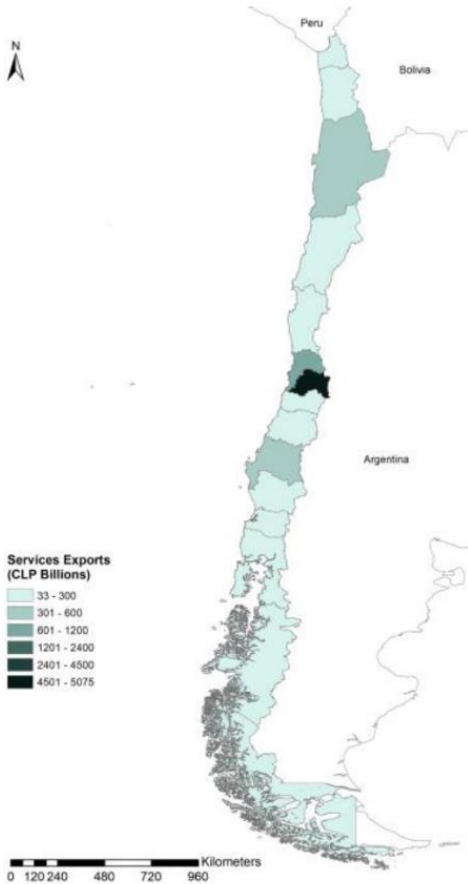 Peru
N
Bolivia
Argentina
Services Exports
(CLP Billions)
33 - 300
301 - 600
601 - 1200
1201 - 2400
2401 - 4500
4501 - 5075
Kilometers
0 120 240 480 720 960